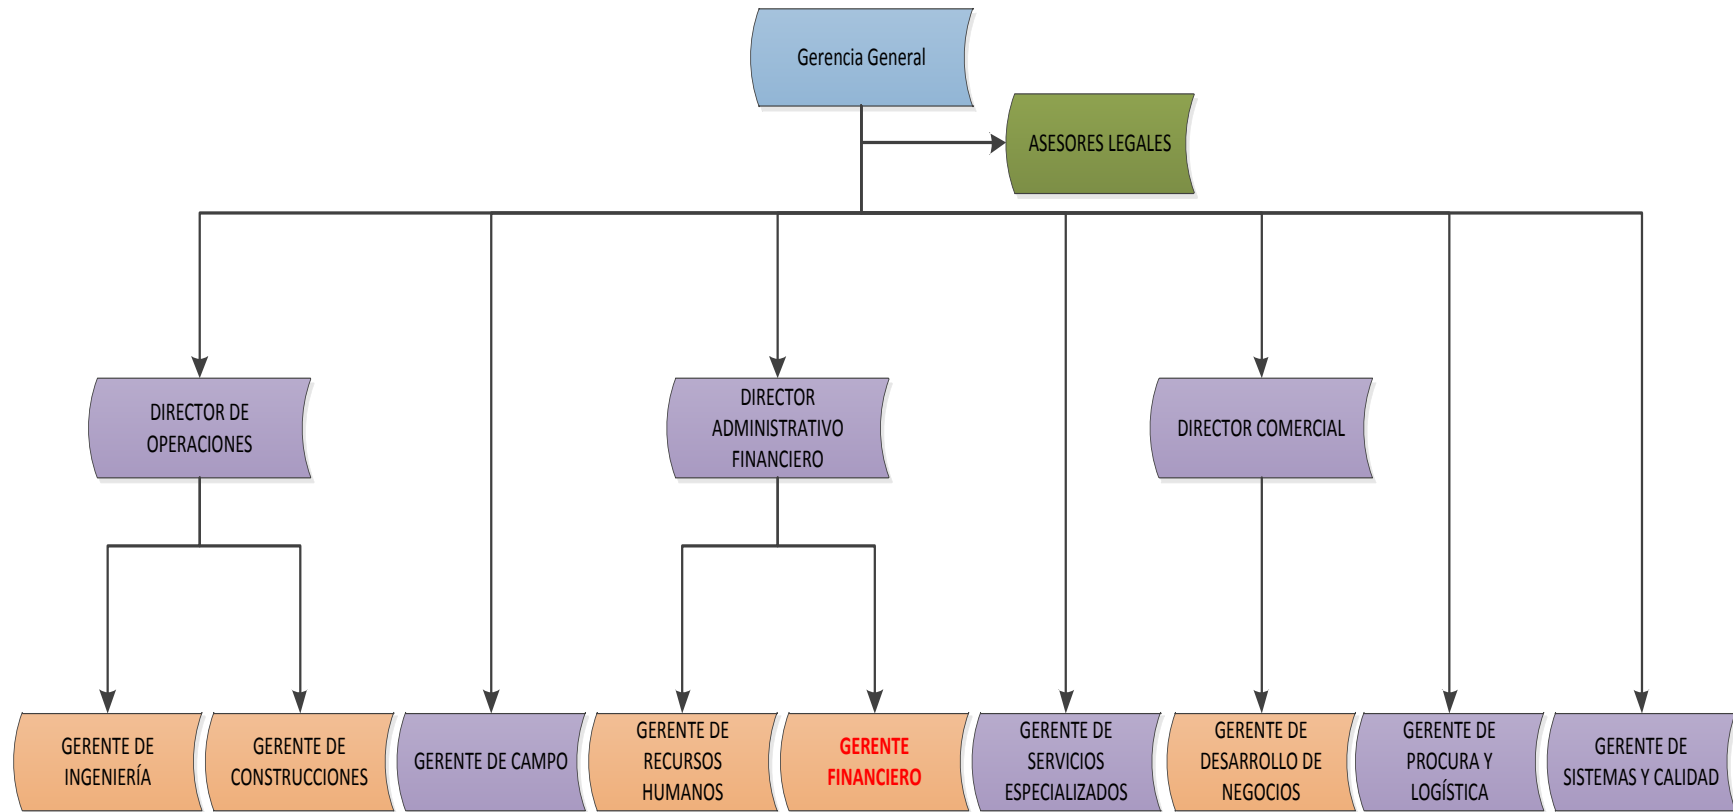 Gerencia General
ASESORES LEGALES
DIRECTOR DE
OPERACIONES
DIRECTOR
ADMINISTRATIVO
FINANCIERO
DIRECTOR COMERCIAL
GERENTE DE
INGENIERÍA
GERENTE DE
CONSTRUCCIONES
GERENTE DE CAMPO
GERENTE DE
RECURSOS
HUMANOS
GERENTE
FINANCIERO
GERENTE DE
SERVICIOS
ESPECIALIZADOS
GERENTE DE
DESARROLLO DE
NEGOCIOS
GERENTE DE
PROCURA Y
LOGÍSTICA
GERENTE DE
SISTEMAS Y CALIDAD